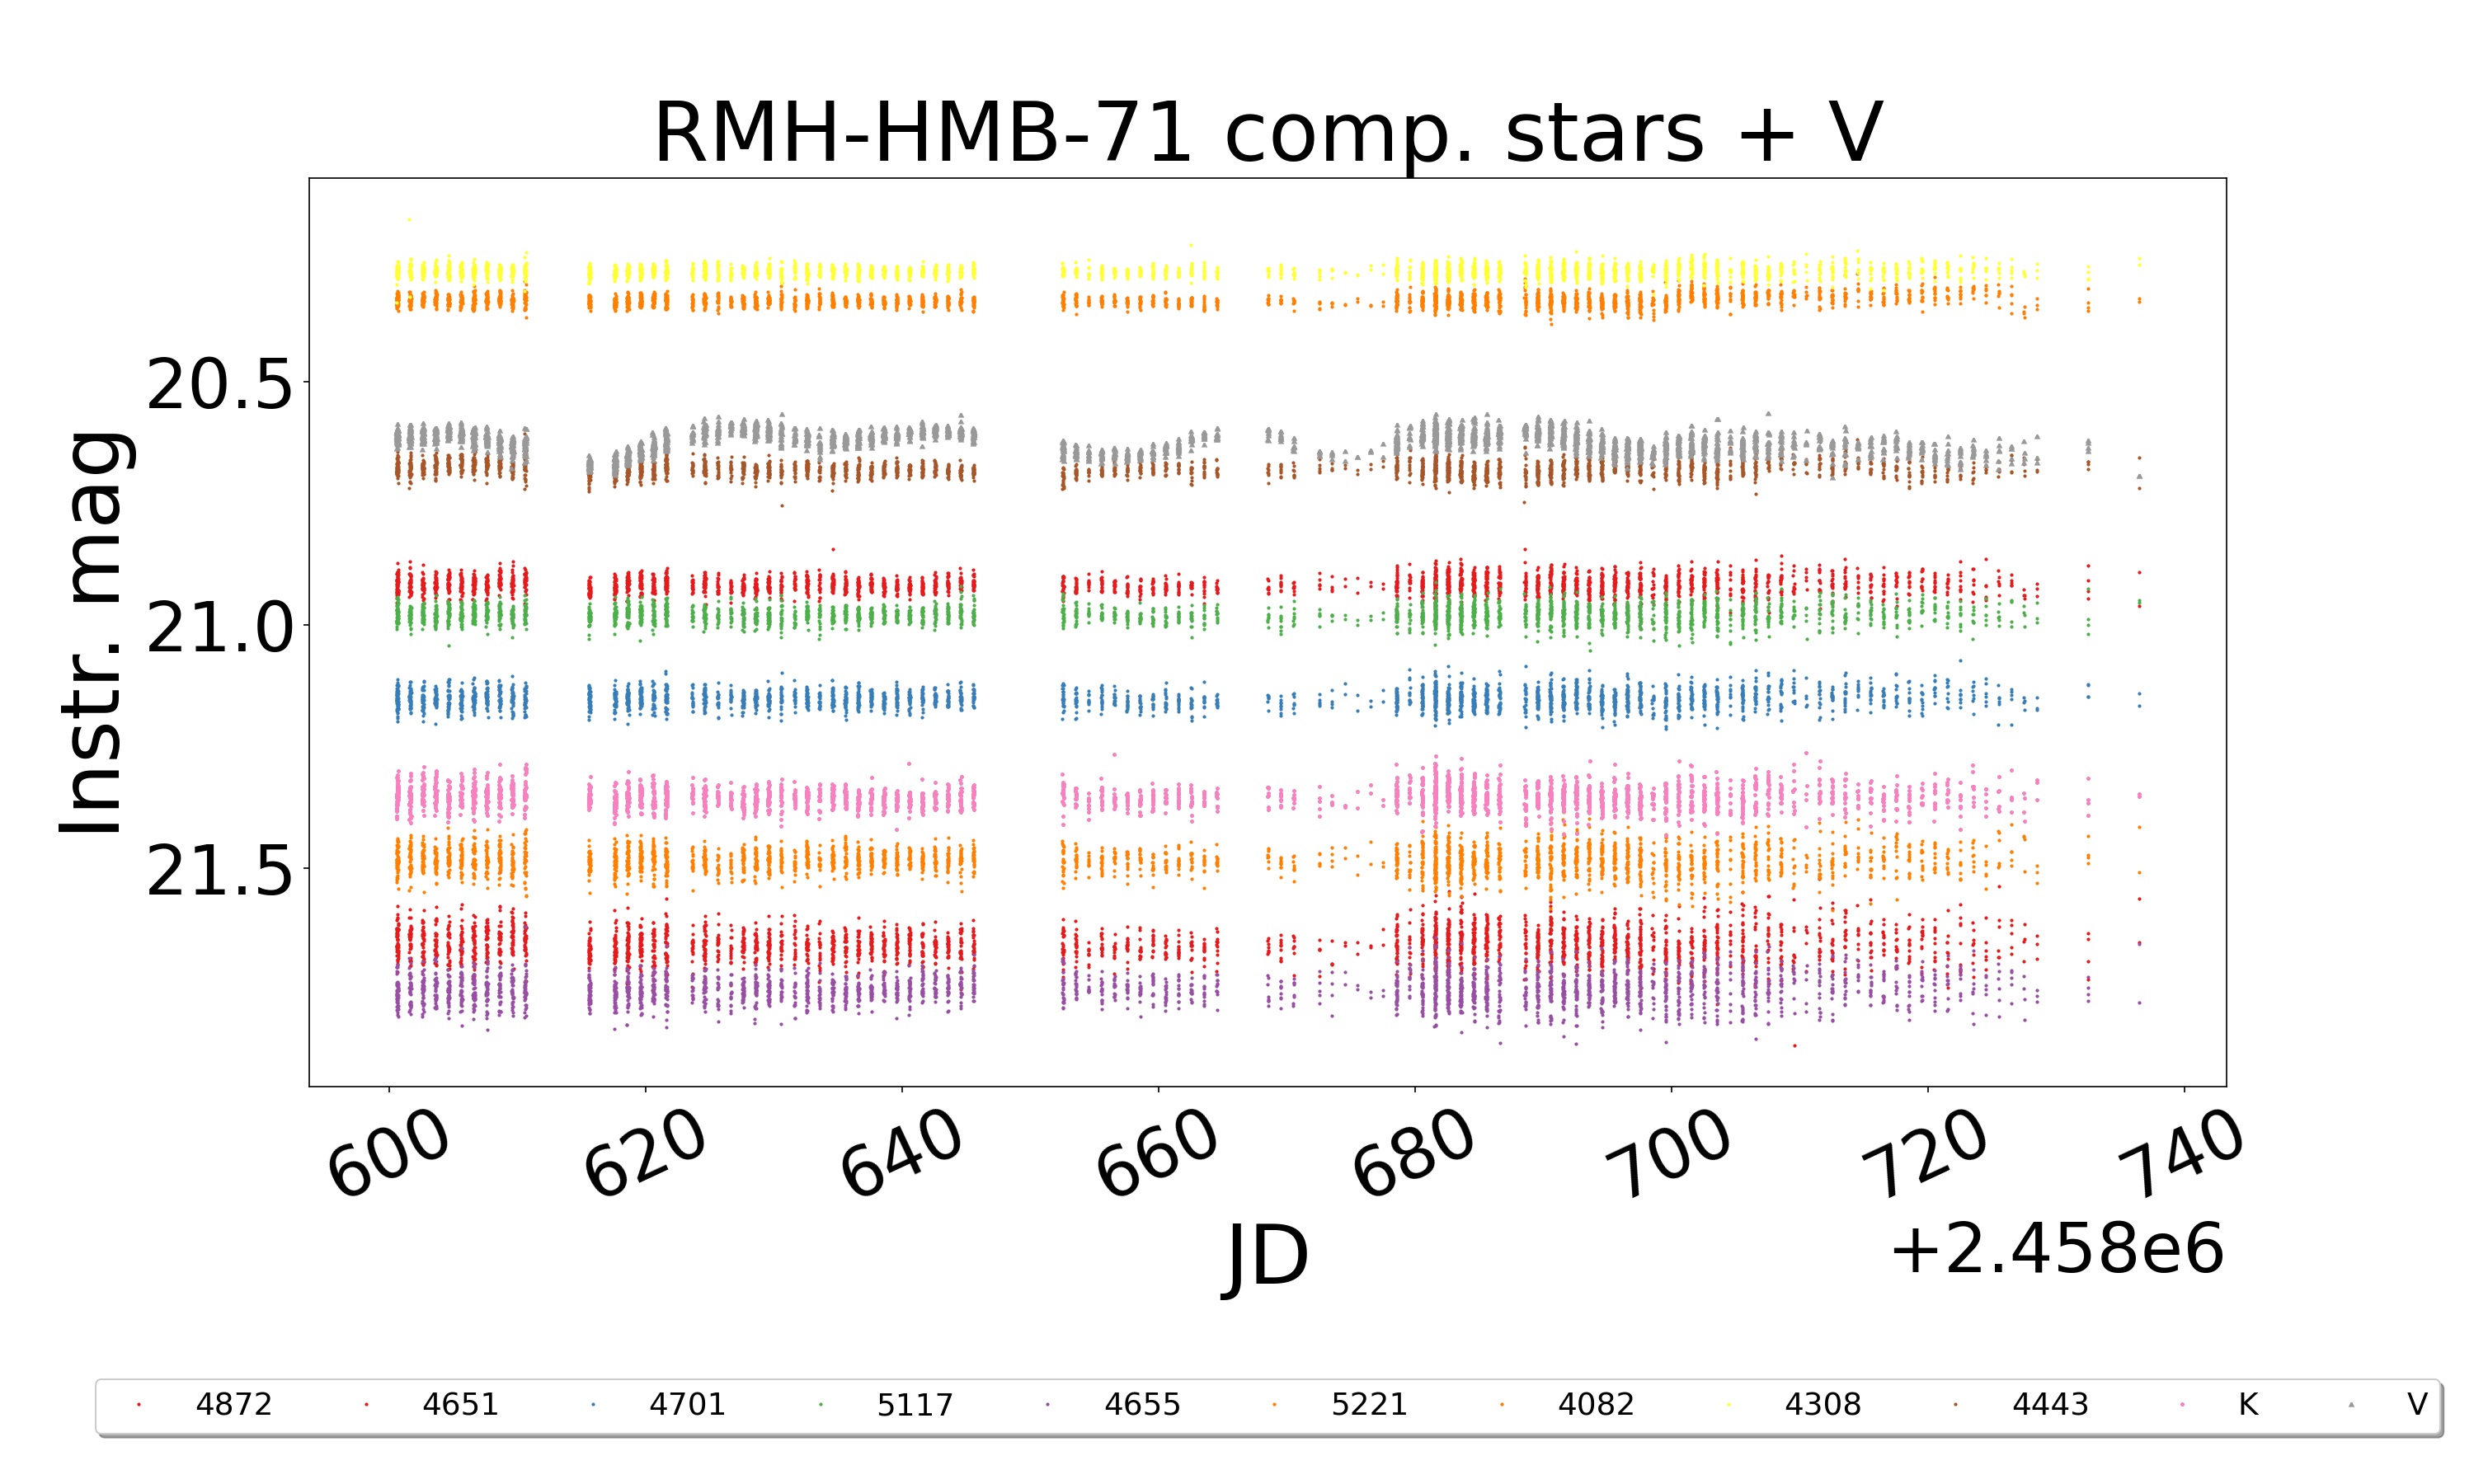 RMH-HMB-71 comp. stars + V
Instr. mag
20.5
21.0
21.5
600 620 640 660 680 700 720 740
JD
+2.458e6
4872 4651 4701 5117 4655 5221 4082 4308 4443 K V